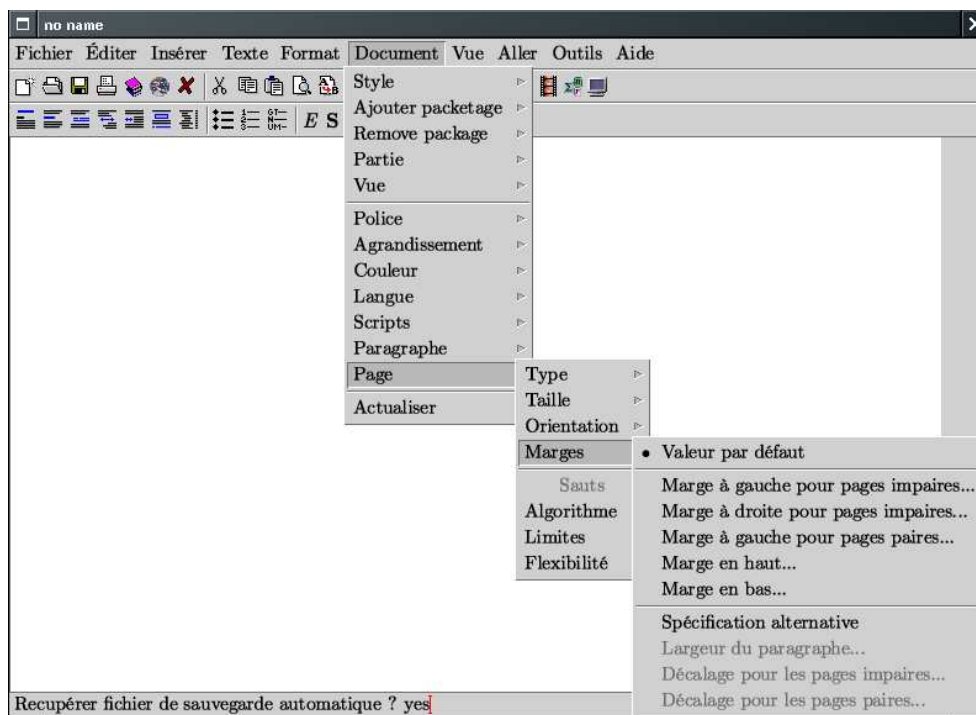 no name
Fichier Éditer Insérer Texte Format Document Vue Aller Outils Aide
E S
Style
Ajouter packetage
Remove package
Partie
Vue
Police
Agrandissement
Couleur
Langue
Scripts
Paragraphe
Page
Actualiser
Type
Taille
Orientation
Marges
Sauts
Algorithme
Limites
Flexibilité
Valeur par défaut
Marge à gauche pour pages impaires...
Marge à droite pour pages impaires...
Marge à gauche pour pages paires...
Marge en haut...
Marge en bas...
Spécification alternative
Largeur du paragraphe...
Décalage pour les pages impaires...
Décalage pour les pages paires...
Recupérer fichier de sauvegarde automatique ? yes